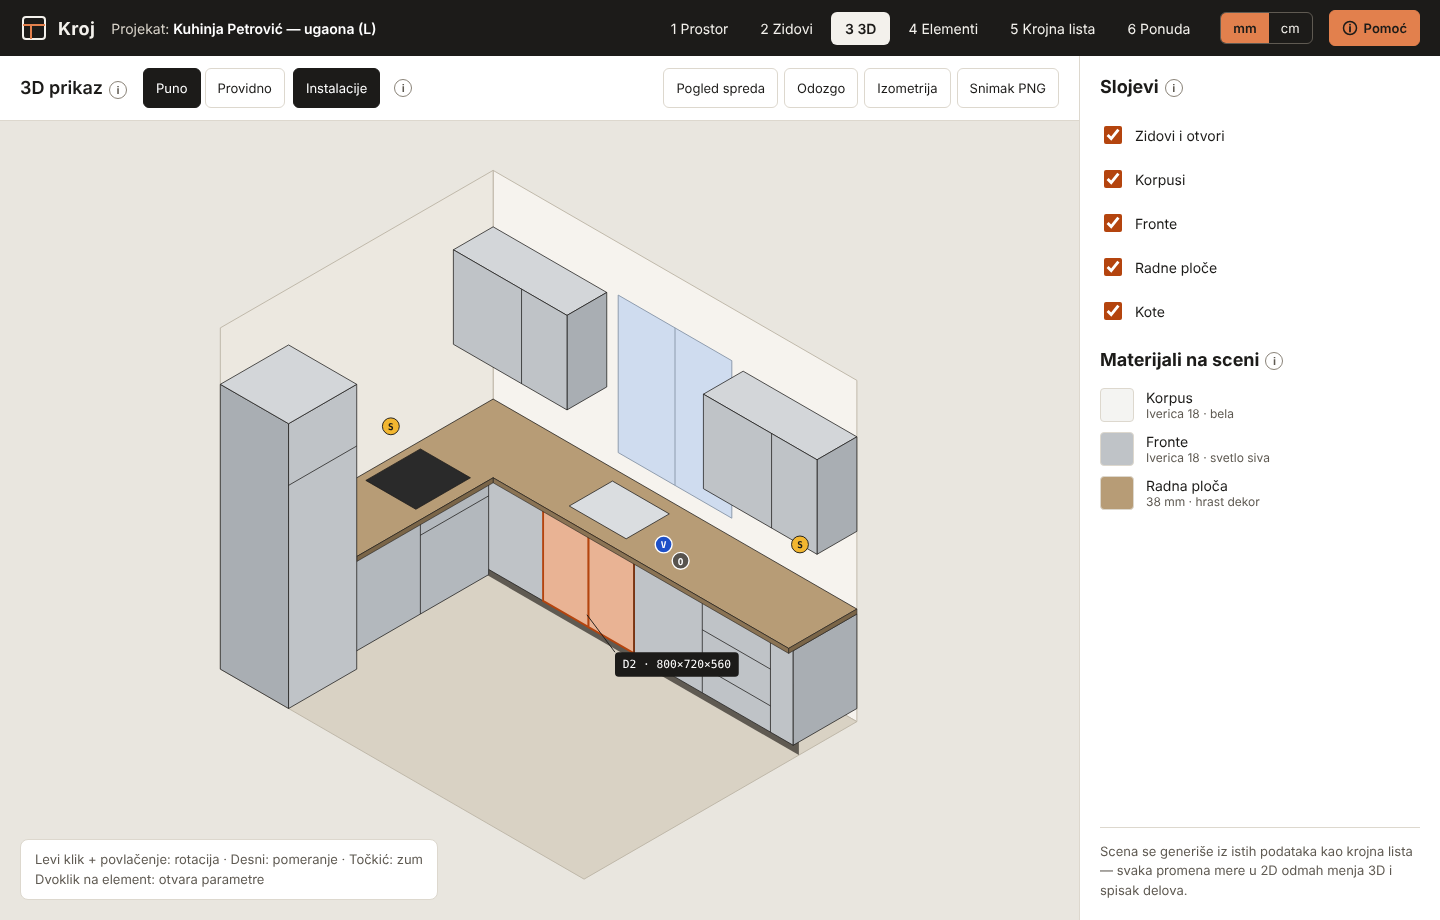 Kroj
Projekat: Kuhinja Petrović — ugaona (L)
1 Prostor
2 Zidovi
3 3D
4 Elementi
5 Krojna lista
6 Ponuda
mm
cm
Pomoć
3D prikaz
Puno
Providno
Instalacije
Pogled spreda
Odozgo
Izometrija
Snimak PNG
S
V
O
S
D2 · 800×720×560
Levi klik + povlačenje: rotacija · Desni: pomeranje · Točkić: zum
Dvoklik na element: otvara parametre
Slojevi
Zidovi i otvori
Korpusi
Fronte
Radne ploče
Kote
Materijali na sceni
Korpus
Iverica 18 · bela
Fronte
Iverica 18 · svetlo siva
Radna ploča
38 mm · hrast dekor
Scena se generiše iz istih podataka kao krojna lista
— svaka promena mere u 2D odmah menja 3D i
spisak delova.